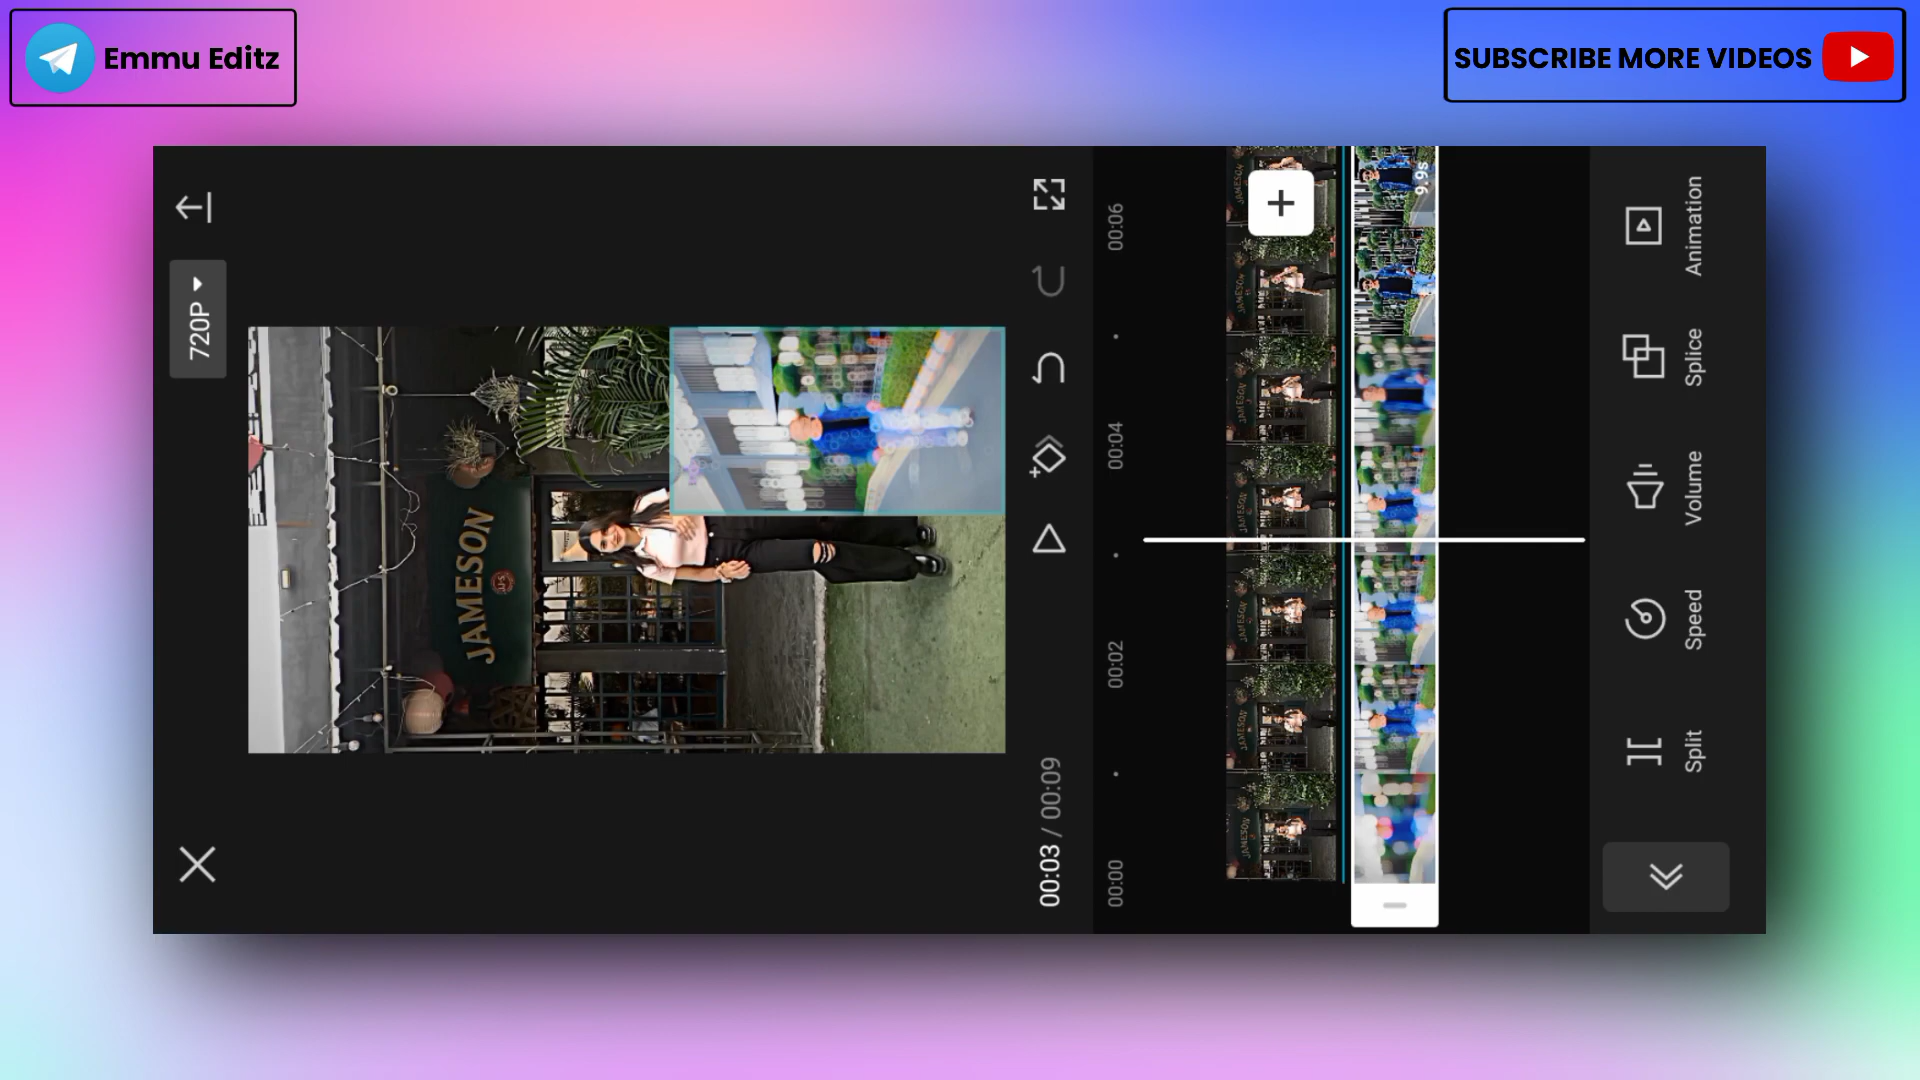 Emmu Editz
SUBSCRIBE MORE VIDEOS
720P
JAMESON
00:03 / 00:09
00:00
00:02
00:04
00:06
9.9s
Split
Speed
Volume
Splice
Animation